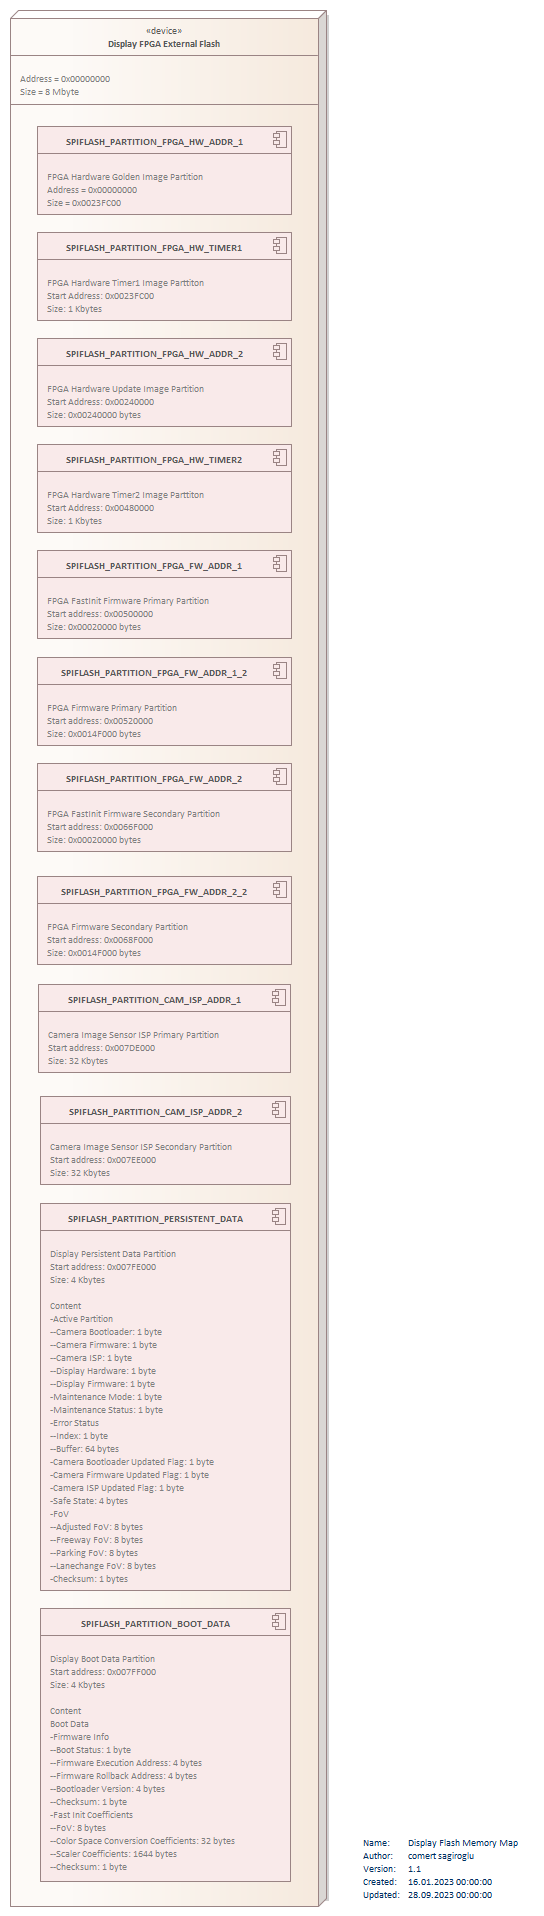 «device»
Display FPGA External Flash
Address = 0x00000000
Size = 8 Mbyte
SPIFLASH_PARTITION_FPGA_HW_ADDR_1
FPGA Hardware Golden Image Partition
Address = 0x00000000
Size = 0x0023FC00
SPIFLASH_PARTITION_FPGA_HW_TIMER1
FPGA Hardware Timer1 Image Parttiton
Start Address: 0x0023FC00
Size: 1 Kbytes
SPIFLASH_PARTITION_FPGA_HW_ADDR_2
FPGA Hardware Update Image Partition
Start Address: 0x00240000
Size: 0x00240000 bytes
SPIFLASH_PARTITION_FPGA_HW_TIMER2
FPGA Hardware Timer2 Image Parttiton
Start Address: 0x00480000
Size: 1 Kbytes
SPIFLASH_PARTITION_FPGA_FW_ADDR_1
FPGA FastInit Firmware Primary Partition
Start address: 0x00500000
Size: 0x00020000 bytes
SPIFLASH_PARTITION_FPGA_FW_ADDR_1_2
FPGA Firmware Primary Partition
Start address: 0x00520000
Size: 0x0014F000 bytes
SPIFLASH_PARTITION_FPGA_FW_ADDR_2
FPGA FastInit Firmware Secondary Partition
Start address: 0x0066F000
Size: 0x00020000 bytes
SPIFLASH_PARTITION_FPGA_FW_ADDR_2_2
FPGA Firmware Secondary Partition
Start address: 0x0068F000
Size: 0x0014F000 bytes
SPIFLASH_PARTITION_CAM_ISP_ADDR_1
Camera Image Sensor ISP Primary Partition
Start address: 0x007DE000
Size: 32 Kbytes
SPIFLASH_PARTITION_CAM_ISP_ADDR_2
Camera Image Sensor ISP Secondary Partition
Start address: 0x007EE000
Size: 32 Kbytes
SPIFLASH_PARTITION_PERSISTENT_DATA
Display Persistent Data Partition
Start address: 0x007FE000
Size: 4 Kbytes
Content
-Active Partition
--Camera Bootloader: 1 byte
--Camera Firmware: 1 byte
--Camera ISP: 1 byte
--Display Hardware: 1 byte
--Display Firmware: 1 byte
-Maintenance Mode: 1 byte
-Maintenance Status: 1 byte
-Error Status
--Index: 1 byte
--Buffer: 64 bytes
-Camera Bootloader Updated Flag: 1 byte
-Camera Firmware Updated Flag: 1 byte
-Camera ISP Updated Flag: 1 byte
-Safe State: 4 bytes
-FoV
--Adjusted FoV: 8 bytes
--Freeway FoV: 8 bytes
--Parking FoV: 8 bytes
--Lanechange FoV: 8 bytes
-Checksum: 1 bytes
SPIFLASH_PARTITION_BOOT_DATA
Display Boot Data Partition
Start address: 0x007FF000
Size: 4 Kbytes
Content
Boot Data
-Firmware Info
--Boot Status: 1 byte
--Firmware Execution Address: 4 bytes
--Firmware Rollback Address: 4 bytes
--Bootloader Version: 4 bytes
--Checksum: 1 byte
-Fast Init Coefficients
--FoV: 8 bytes
--Color Space Conversion Coefficients: 32 bytes
--Scaler Coefficients: 1644 bytes
--Checksum: 1 byte
Name: Display Flash Memory Map
Author: comert sagiroglu
Version: 1.1
Created: 16.01.2023 00:00:00
Updated: 28.09.2023 00:00:00